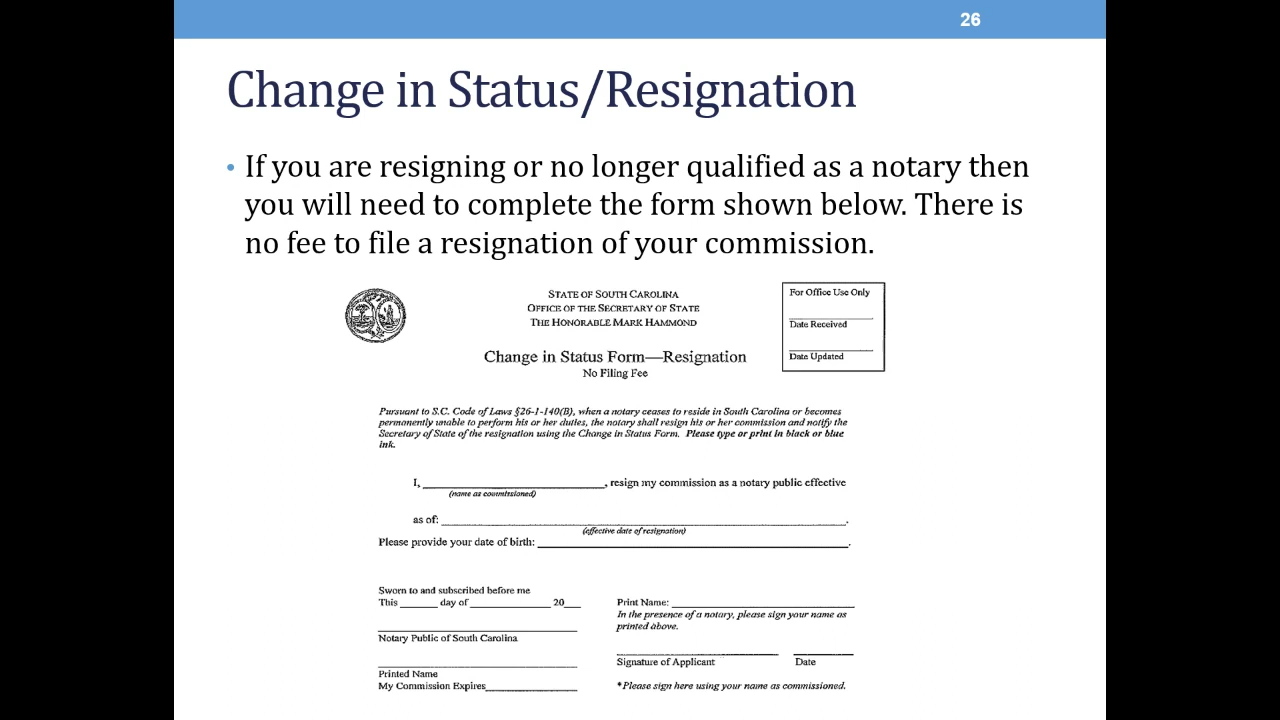 26
Change in Status/Resignation
• If you are resigning or no longer qualified as a notary then
you will need to complete the form shown below. There is
no fee to file a resignation of your commission.
STATE OF SOUTH CAROLINA
OFFICE OF THE SECRETARY OF STATE
THE HONORABLE MARK HAMMOND
For Office Use Only
Date Received
Date Updated
Change in Status Form—Resignation
No Filing Fee
Pursuant to S.C. Code of Laws §26-1-140(B), when a notary ceases to reside in South Carolina or becomes
permanently unable to perform his or her duties, the notary shall resign his or her commission and notify the
Secretary of State of the resignation using the Change in Status Form. Please type or print in black or blue
ink.
I, ______________________, resign my commission as a notary public effective
(name as commissioned)
as of: ______________________.
(effective date of resignation)
Please provide your date of birth: ______________________.
Sworn to and subscribed before me
This ______ day of ____________ 20___
Notary Public of South Carolina
Printed Name
My Commission Expires____________
Print Name: ______________________
In the presence of a notary, please sign your name as
printed above.
Signature of Applicant Date
*Please sign here using your name as commissioned.